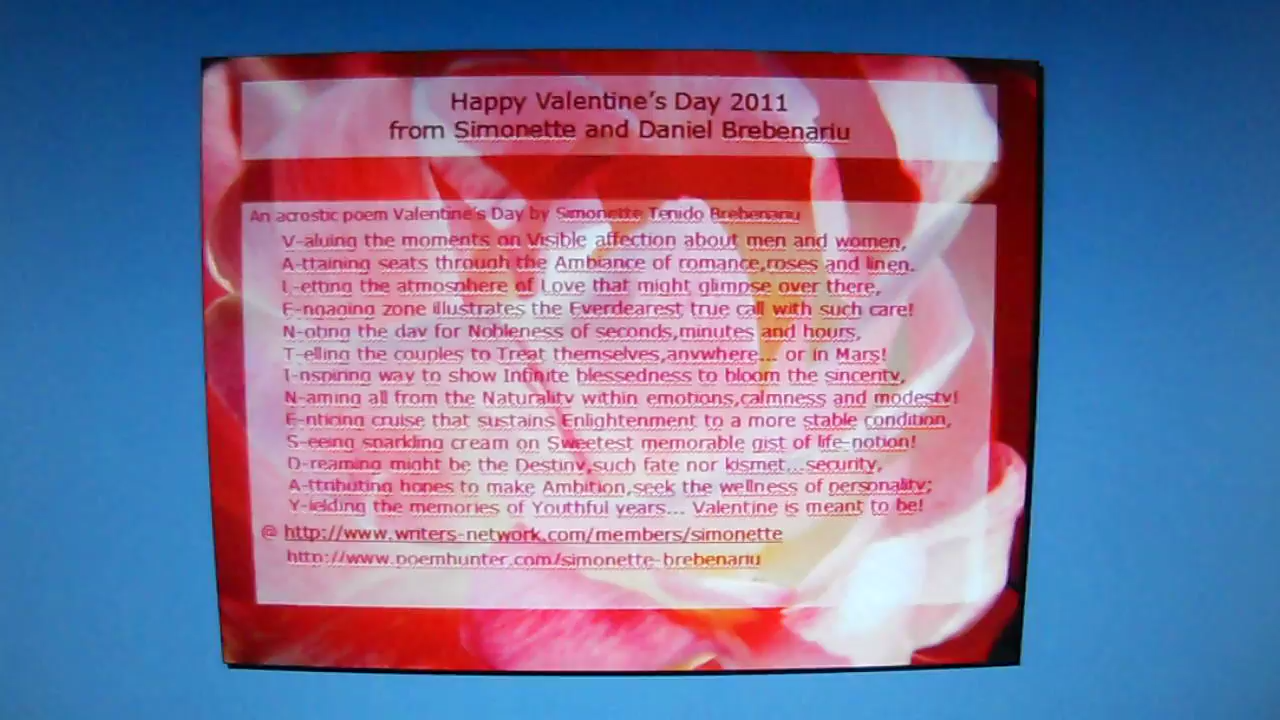 Happy Valentine's Day 2011
from Simonette and Daniel Brebenariu
An acrostic poem Valentine's Day by Simonette Tenido Brebenariu
V-aluing the moments on Visible affection about men and women,
A-ttaining seats through the Ambiance of romance,roses and linen.
L-etting the atmosphere of Love that might glimpse over there,
E-ngaging zone illustrates the Everdearest true call with such care!
N-oting the day for Nobleness of seconds,minutes and hours,
T-elling the couples to Treat themselves,anywhere... or in Mars!
I-nspiring way to show Infinite blessedness to bloom the sincerity,
N-aming all from the Naturality within emotions,calmness and modesty!
E-nticing cruise that sustains Enlightenment to a more stable condition,
S-eeing sparkling cream on Sweetest memorable gist of life-notion!
D-reaming might be the Destiny,such fate nor kismet...security,
A-ttributing hopes to make Ambition,seek the wellness of personality;
Y-ielding the memories of Youthful years... Valentine is meant to be!
@ http://www.writers-network.com/members/simonette
http://www.poemhunter.com/simonette-brebenariu